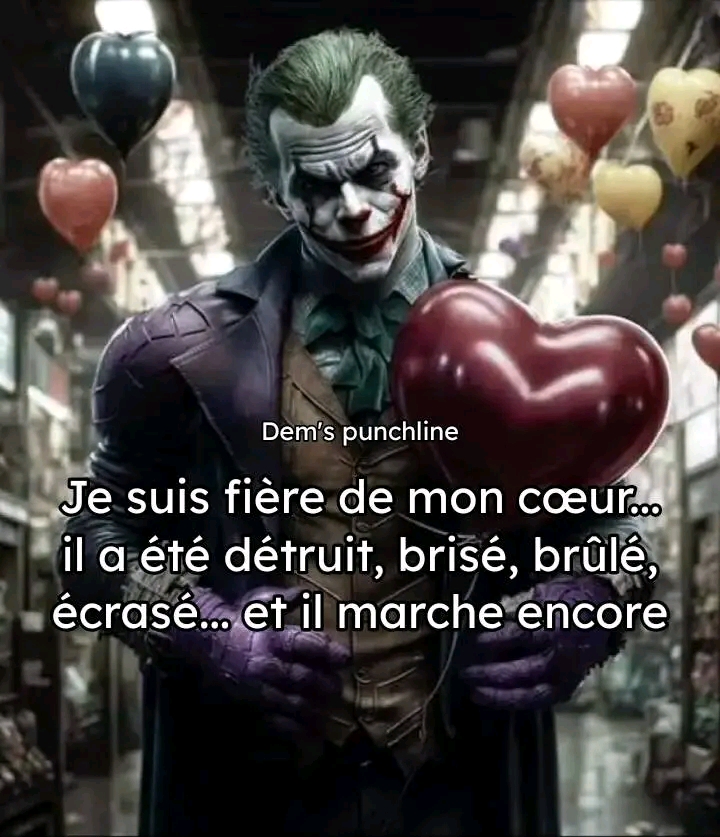 Dem's punchline
Je suis fière de mon cœur...
il a été détruit, brisé, brûlé,
écrasé... et il marche encore